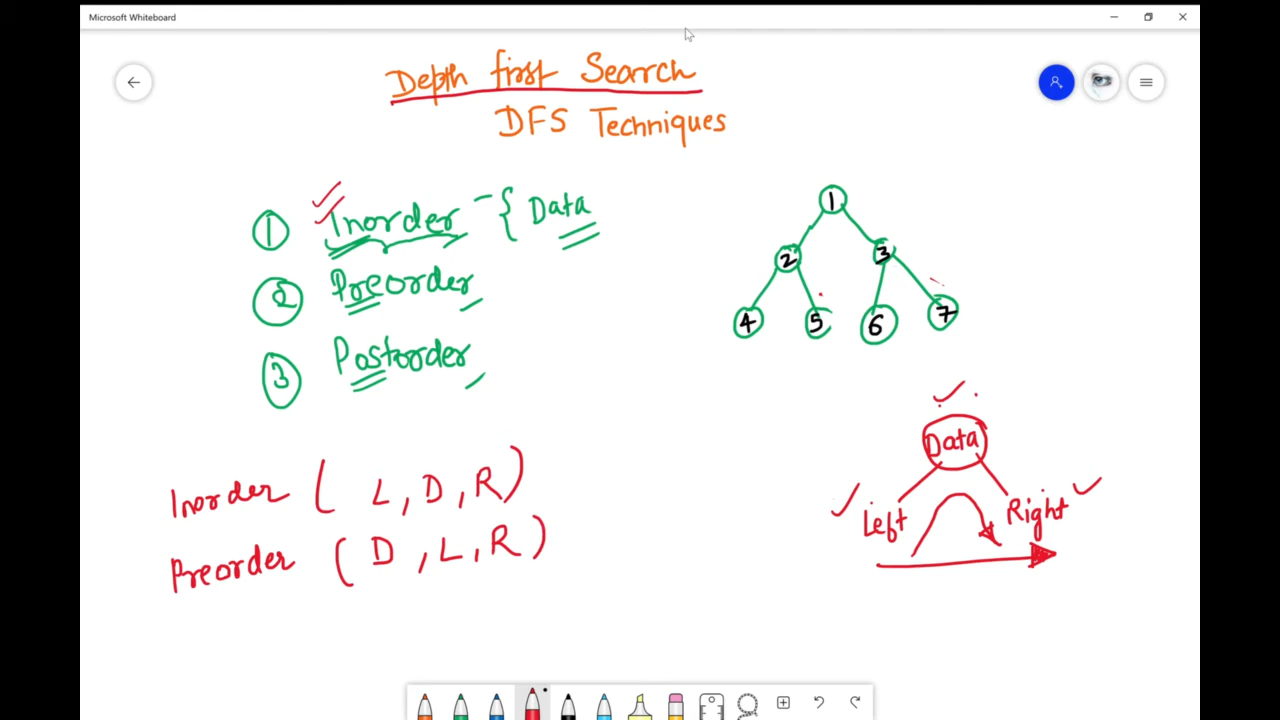 Microsoft Whiteboard
Depth first Search
DFS Techniques
① Inorder - { Data
② Preorder
③ Postorder
1
2 3
4 5 6 7
Data
Left Right
Inorder ( L, D, R)
Preorder ( D, L, R)